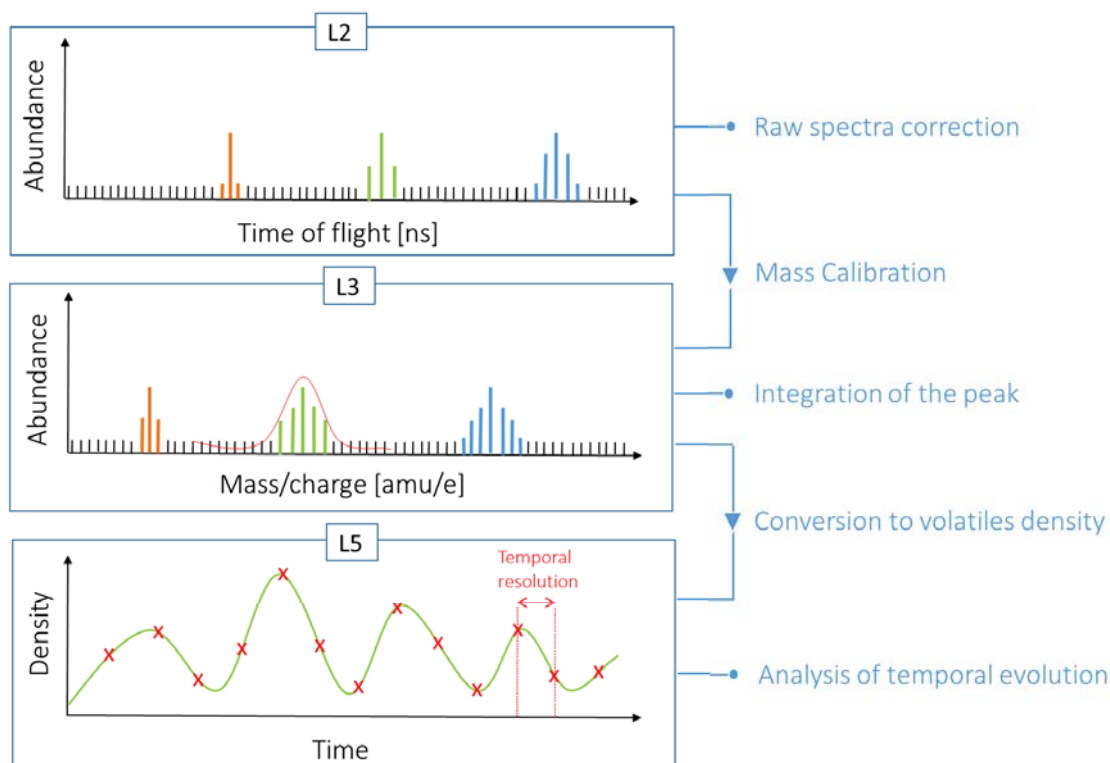 L2
Abundance
Time of flight [ns]
Raw spectra correction
Mass Calibration
L3
Abundance
Mass/charge [amu/e]
Integration of the peak
Conversion to volatiles density
L5
Density
Temporal
resolution
Time
Analysis of temporal evolution